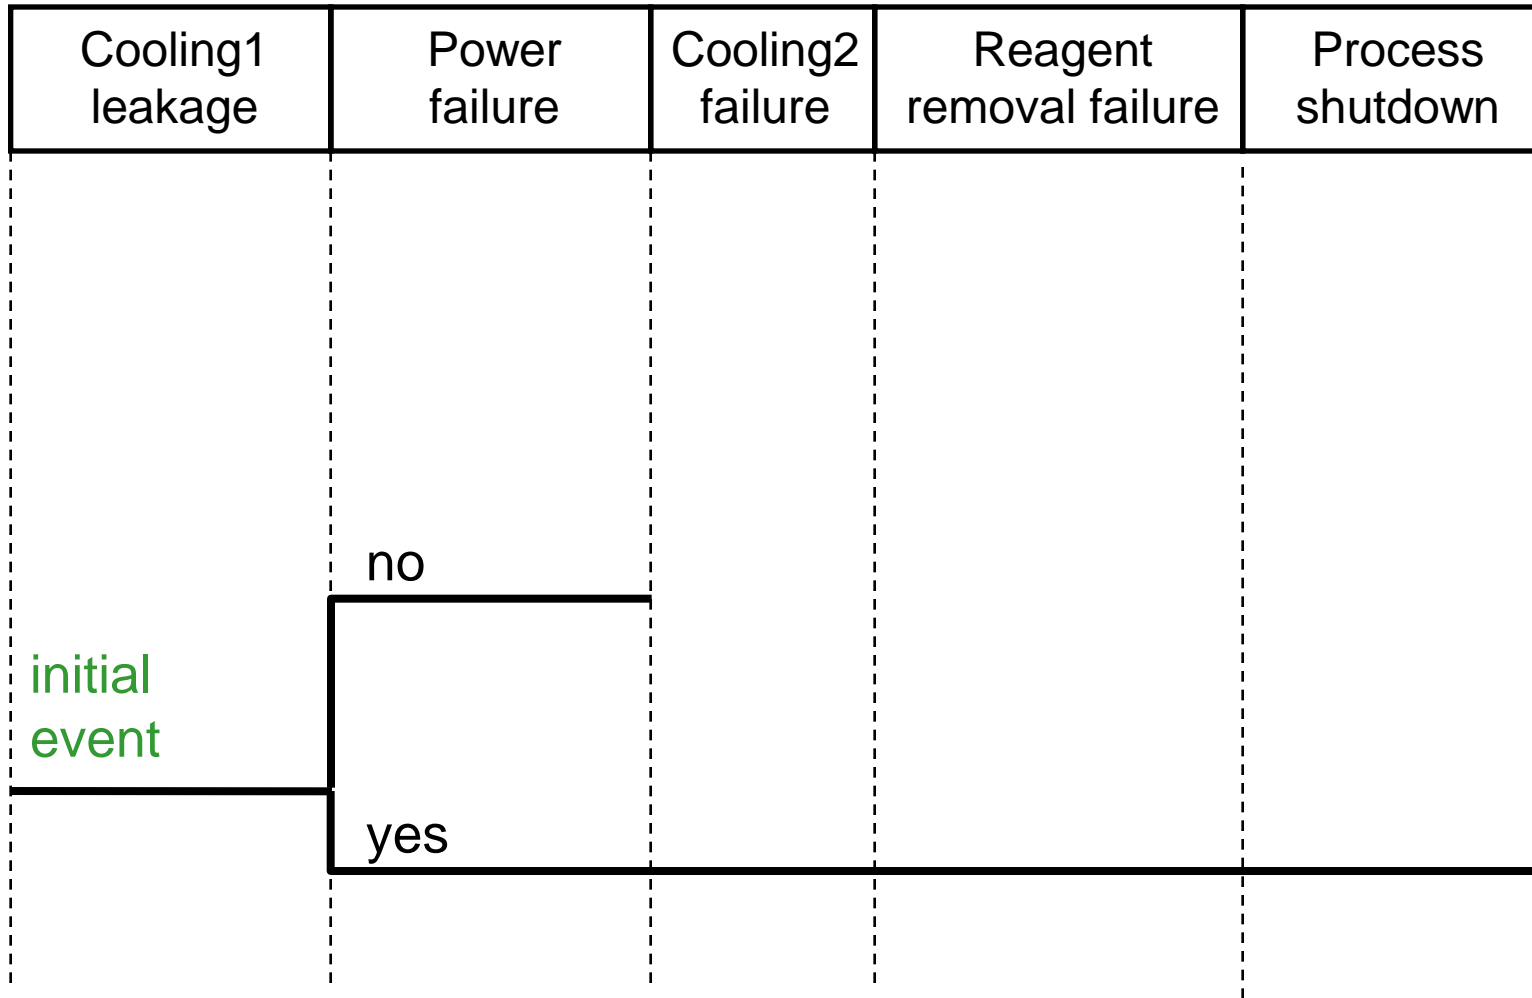 Cooling1
leakage
Power
failure
Cooling2
failure
Reagent
removal failure
Process
shutdown
no
initial
event
yes